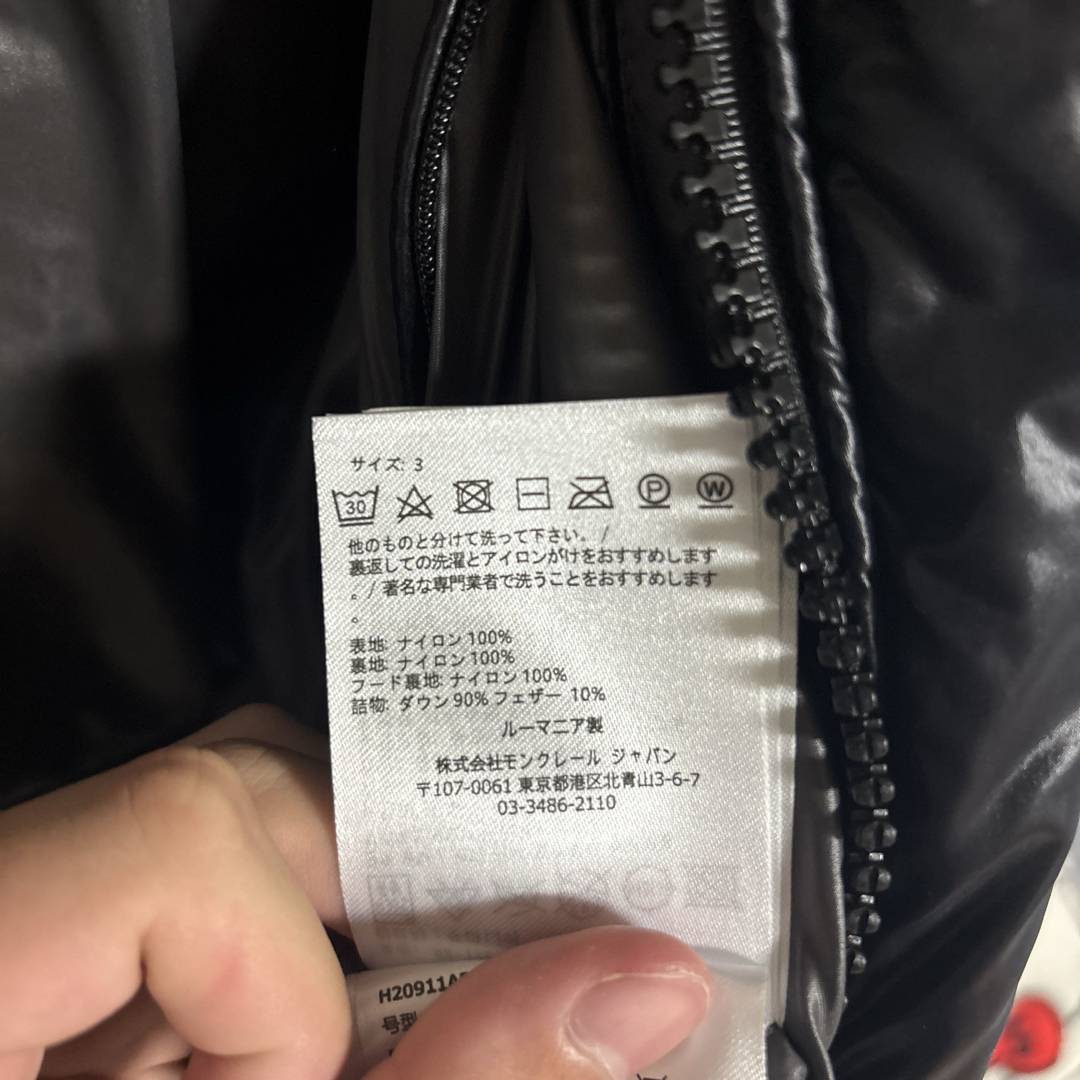 サイズ: 3
30 P W
他のものと分けて洗って下さい。 /
裏返しての洗濯とアイロンがけをおすすめします
。/ 著名な専門業者で洗うことをおすすめします
。
表地: ナイロン 100%
裏地: ナイロン 100%
フード裏地: ナイロン 100%
詰物: ダウン 90% フェザー 10%
ルーマニア製
株式会社モンクレール ジャパン
〒107-0061 東京都港区北青山3-6-7
03-3486-2110
H20911A
号型